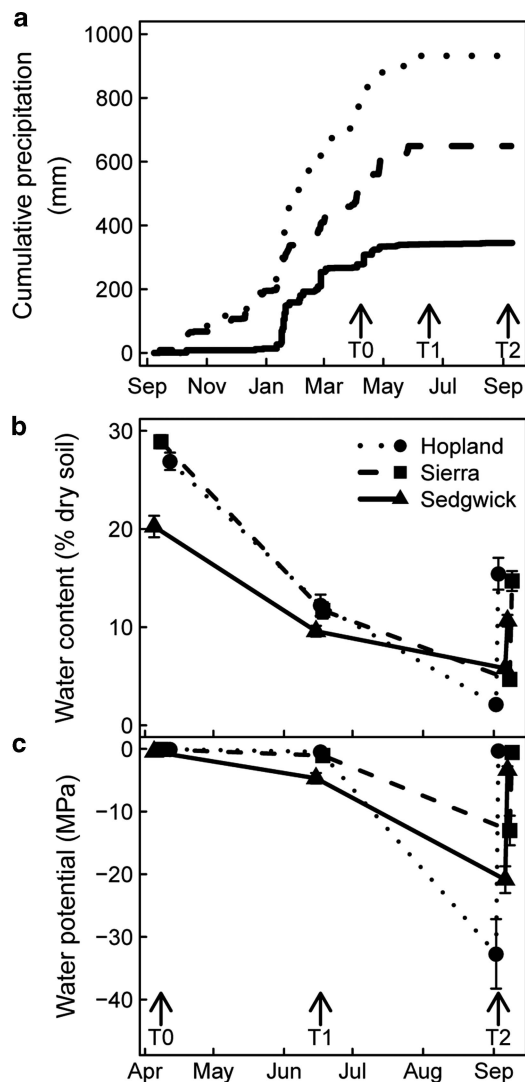 a
Cumulative precipitation
(mm)
1000
800
600
400
200
0
T0 T1 T2
Sep Nov Jan Mar May Jul Sep
b
Water content (% dry soil)
30
20
10
0
Hopland
Sierra
Sedgwick
c
Water potential (MPa)
0
−10
−20
−30
−40
T0 T1 T2
Apr May Jun Jul Aug Sep